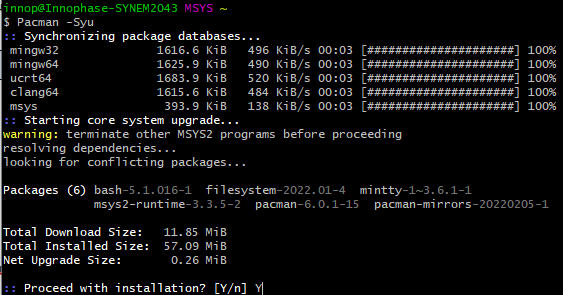 innop@Innophase-SYNEM2043 MSYS ~
$ Pacman -Syu
:: Synchronizing package databases...
mingw32 1616.6 KiB 496 KiB/s 00:03 [######################] 100%
mingw64 1625.9 KiB 490 KiB/s 00:03 [######################] 100%
ucrt64 1683.9 KiB 520 KiB/s 00:03 [######################] 100%
clang64 1615.6 KiB 484 KiB/s 00:03 [######################] 100%
msys 393.9 KiB 138 KiB/s 00:03 [######################] 100%
:: Starting core system upgrade...
warning: terminate other MSYS2 programs before proceeding
resolving dependencies...
looking for conflicting packages...
Packages (6) bash-5.1.016-1 filesystem-2022.01-4 mintty-1~3.6.1-1
msys2-runtime-3.3.5-2 pacman-6.0.1-15 pacman-mirrors-20220205-1
Total Download Size: 11.85 MiB
Total Installed Size: 57.09 MiB
Net Upgrade Size: 0.26 MiB
:: Proceed with installation? [Y/n] Y